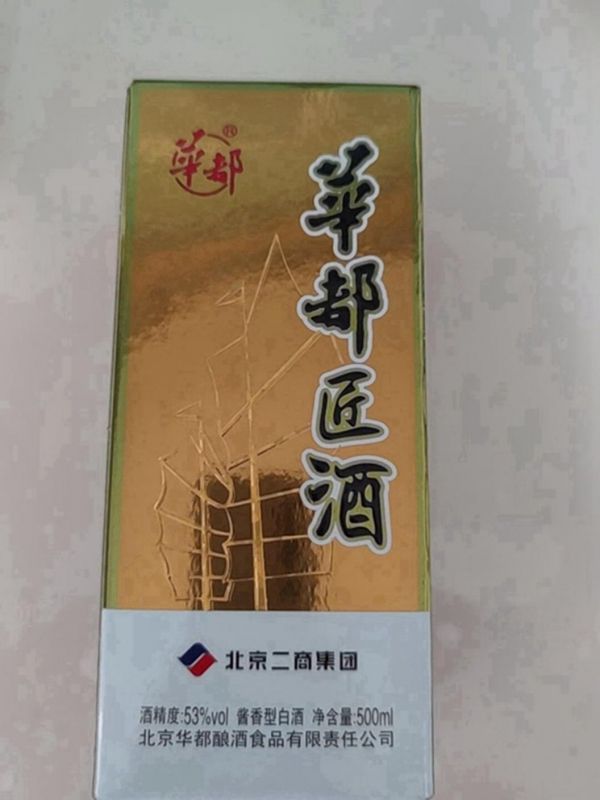 華都®
華都匠酒
北京二商集团
酒精度:53%vol 酱香型白酒 净含量:500ml
北京华都酿酒食品有限责任公司